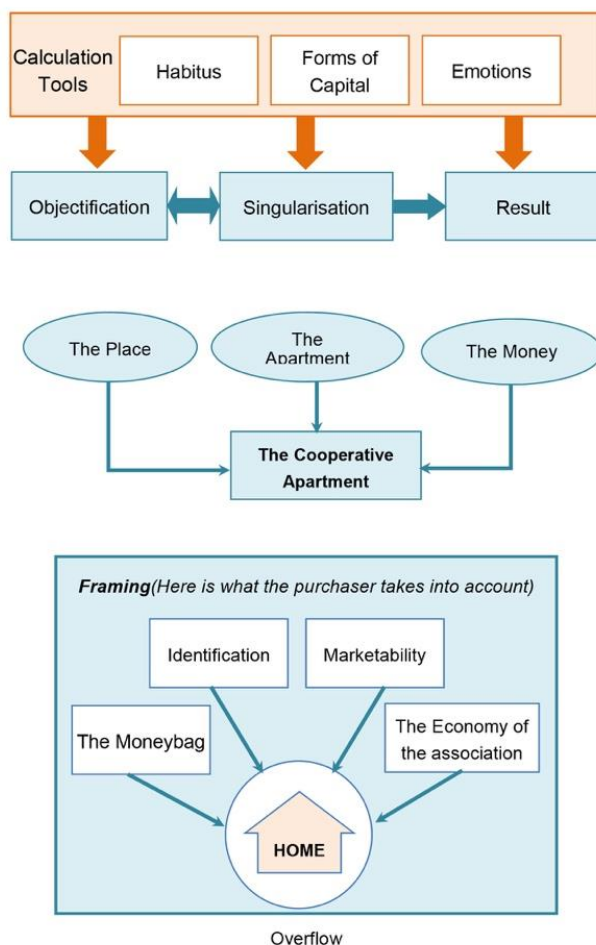 Calculation
Tools
Habitus
Forms of
Capital
Emotions
Objectification
Singularisation
Result
The Place
The
Apartment
The Money
The Cooperative
Apartment
Framing(Here is what the purchaser takes into account)
Identification
Marketability
The Moneybag
The Economy of
the association
HOME
Overflow